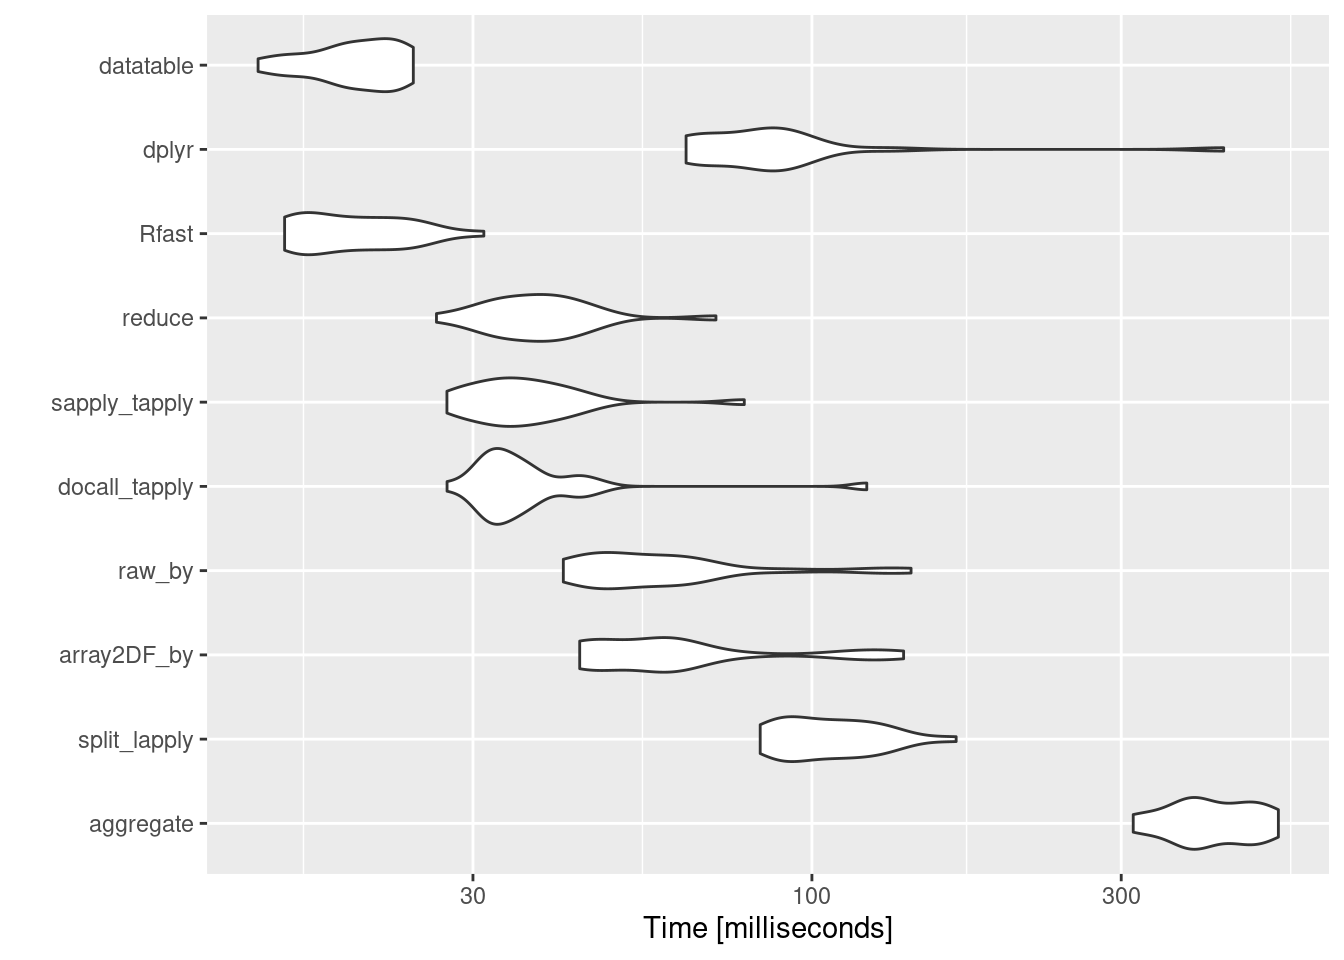 datatable
dplyr
Rfast
reduce
sapply_tapply
docall_tapply
raw_by
array2DF_by
split_lapply
aggregate
30 100 300
Time [milliseconds]